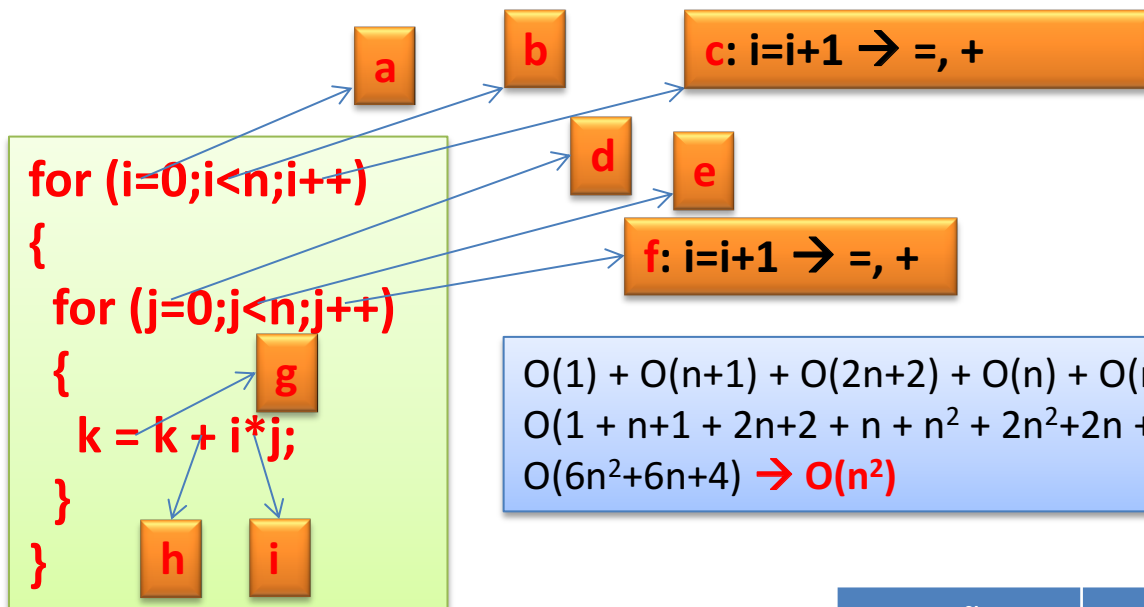 a
b
c: i=i+1 → =, +
d
e
f: i=i+1 → =, +
for (i=0;i<n;i++)
{
for (j=0;j<n;j++)
{
g
k = k + i*j;
}
}
h
i
O(1) + O(n+1) + O(2n+2) + O(n) +
O(1 + n+1 + 2n+2 + n + n² + 2n²+2n +
O(6n²+6n+4) → O(n²)